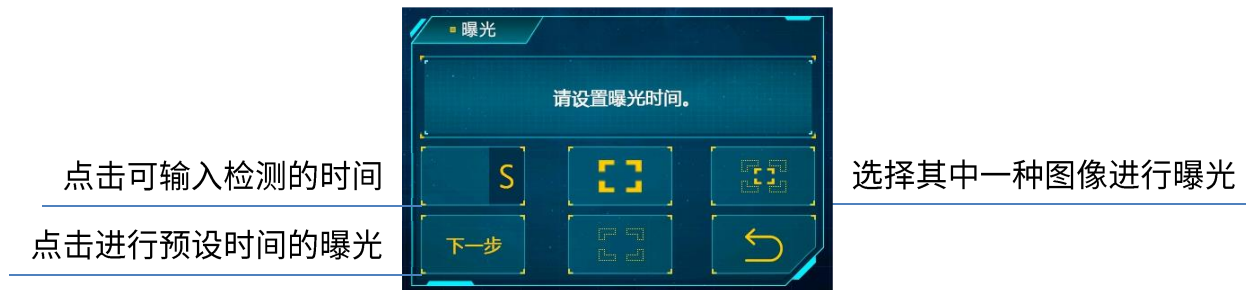 曝光
请设置曝光时间。
点击可输入检测的时间
S
选择其中一种图像进行曝光
点击进行预设时间的曝光
下一步